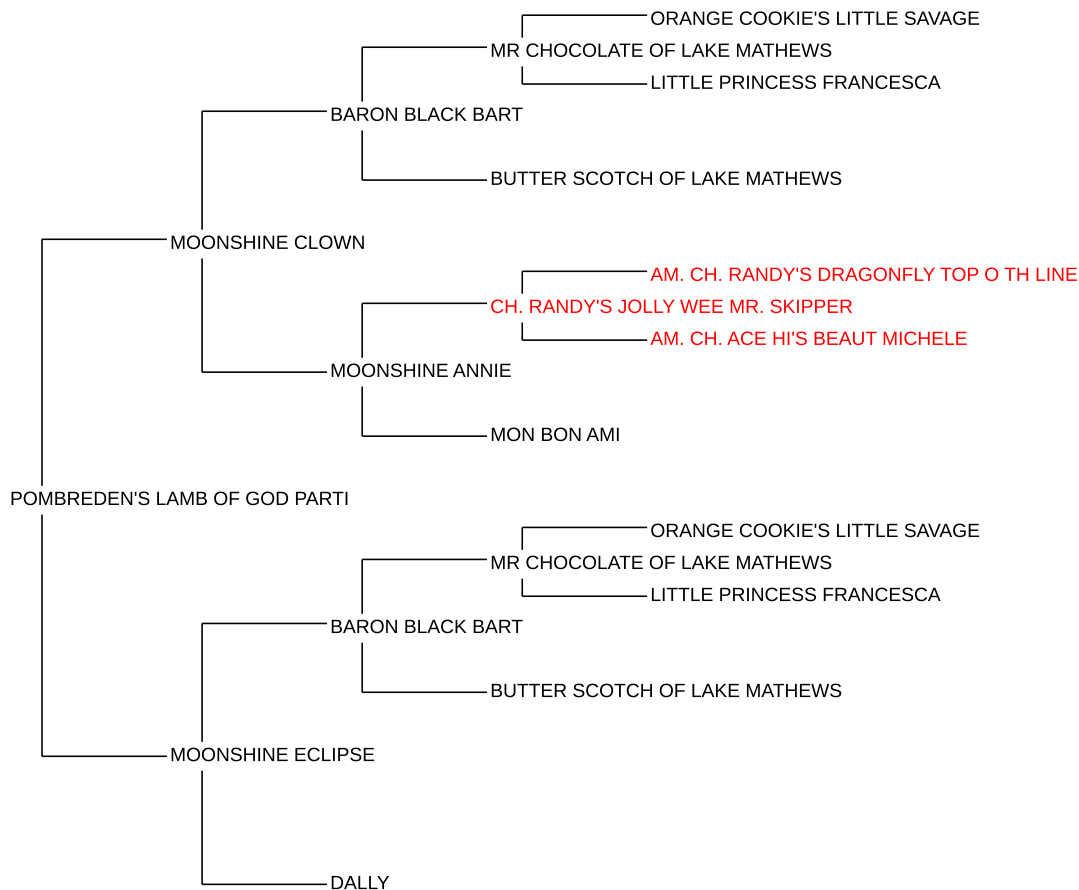 ORANGE COOKIE'S LITTLE SAVAGE
MR CHOCOLATE OF LAKE MATHEWS
LITTLE PRINCESS FRANCESCA
BARON BLACK BART
BUTTER SCOTCH OF LAKE MATHEWS
MOONSHINE CLOWN
AM. CH. RANDY'S DRAGONFLY TOP O TH LINE
CH. RANDY'S JOLLY WEE MR. SKIPPER
AM. CH. ACE HI'S BEAUT MICHELE
MOONSHINE ANNIE
MON BON AMI
POMBREDEN'S LAMB OF GOD PARTI
ORANGE COOKIE'S LITTLE SAVAGE
MR CHOCOLATE OF LAKE MATHEWS
LITTLE PRINCESS FRANCESCA
BARON BLACK BART
BUTTER SCOTCH OF LAKE MATHEWS
MOONSHINE ECLIPSE
DALLY